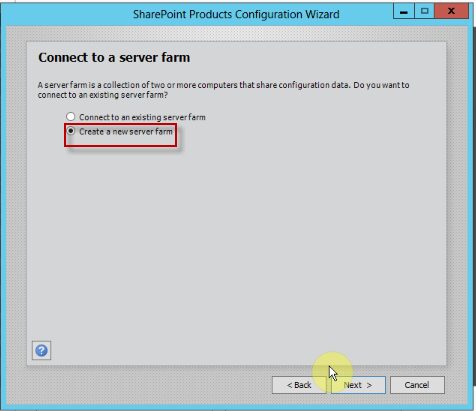 SharePoint Products Configuration Wizard
Connect to a server farm
A server farm is a collection of two or more computers that share configuration data. Do you want to
connect to an existing server farm?
Connect to an existing server farm
Create a new server farm
?
< Back
Next >
Cancel